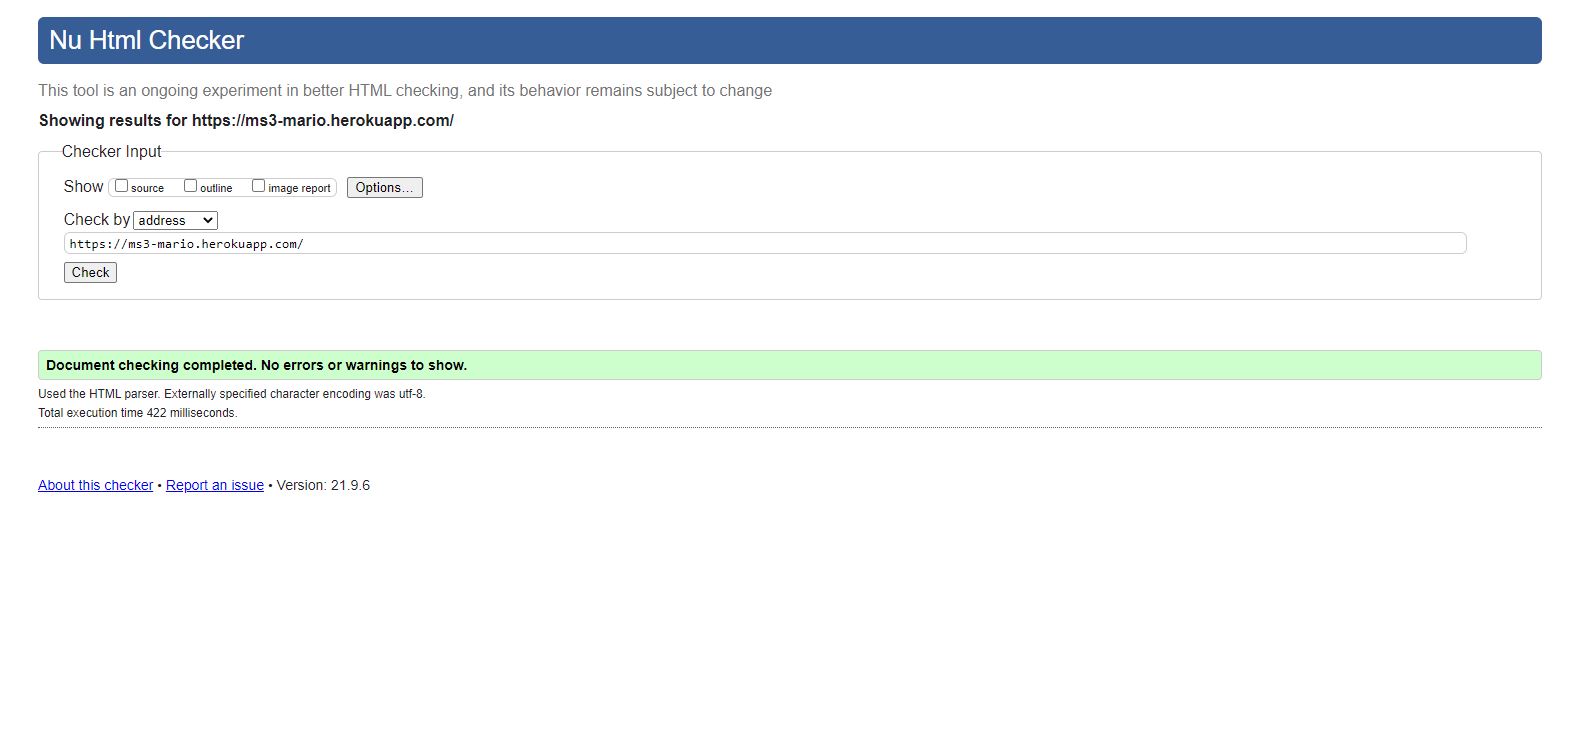 Nu Html Checker
This tool is an ongoing experiment in better HTML checking, and its behavior remains subject to change
Showing results for https://ms3-mario.herokuapp.com/
Checker Input
Show source outline image report Options...
Check by address
https://ms3-mario.herokuapp.com/
Check
Document checking completed. No errors or warnings to show.
Used the HTML parser. Externally specified character encoding was utf-8.
Total execution time 422 milliseconds.
About this checker • Report an issue • Version: 21.9.6